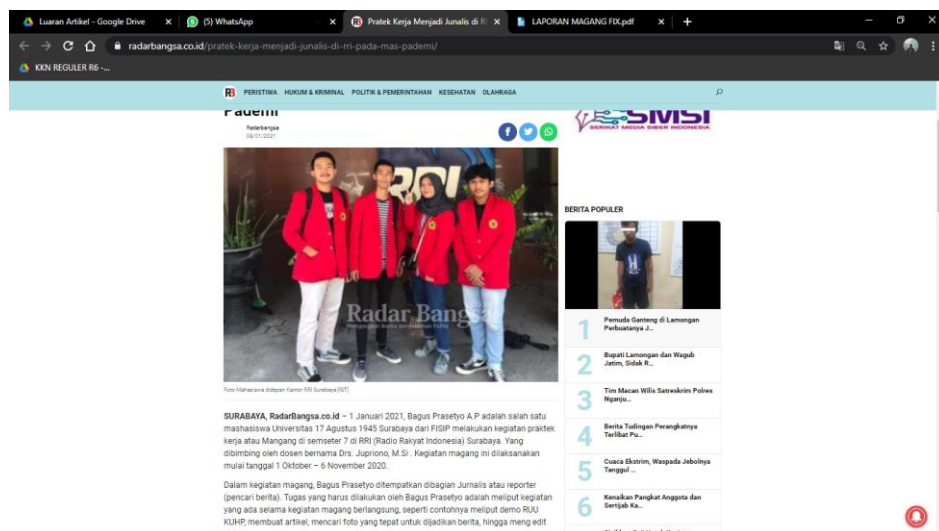 Luaran Artikel - Google Drive
(5) WhatsApp
Pratek Kerja Menjadi Junalis di R
LAPORAN MAGANG FIX.pdf
radarbangsa.co.id/pratek-kerja-menjadi-junalis-di-rri-pada-mas-pademi/
KKN REGULER R6 -...
RB PERISTIWA HUKUM & KRIMINAL POLITIK & PEMERINTAHAN KESEHATAN OLAHRAGA
Pademi
Radarbangsa
08/01/2021
SMSI
SERIKAT MEDIA SIBER INDONESIA
RRI
Radar Bangsa
Foto Mahasiswa didepan Kantor RRI Surabaya [IST]
SURABAYA, RadarBangsa.co.id – 1 Januari 2021, Bagus Prasetyo A.P adalah salah satu
mashasiswa Universitas 17 Agustus 1945 Surabaya dari FISIP melakukan kegiatan praktek
kerja atau Mangang di semseter 7 di RRI (Radio Rakyat Indonesia) Surabaya. Yang
dibimbing oleh dosen bernama Drs. Jupriono, M.Si . Kegiatan magang ini dilaksanakan
mulai tanggal 1 Oktober – 6 November 2020.
Dalam kegiatan magang, Bagus Prasetyo ditempatkan dibagian Jurnalis atau reporter
(pencari berita). Tugas yang harus dilakukan oleh Bagus Prasetyo adalah meliput kegiatan
yang ada selama kegiatan magang berlangsung, seperti contohnya meliput demo RUU
KUHP, membuat artikel, mencari foto yang tepat untuk dijadikan berita, hingga meng edit
BERITA POPULER
1
Pemuda Ganteng di Lamongan
Perbuatanya J...
2
Bupati Lamongan dan Wagub
Jatim, Sidak R...
3
Tim Macan Wilis Satreskrim Polres
Nganju...
4
Berita Tudingan Perangkatnya
Terlibat Pu...
5
Cuaca Ekstrim, Waspada Jebolnya
Tanggul ...
6
Kenaikan Pangkat Anggota dan
Sertijab Ka...